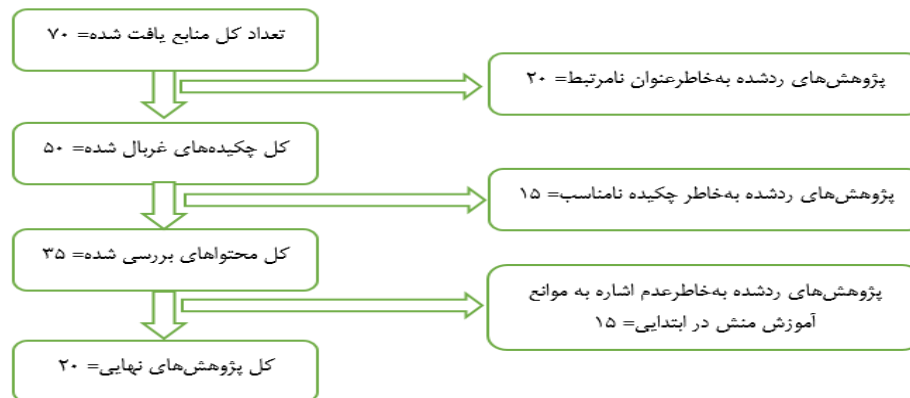 تعداد کل منابع یافت شده= ۷۰
پژوهش‌های ردشده به‌خاطرعنوان نامرتبط= ۲۰
کل چکیده‌های غربال شده= ۵۰
پژوهش‌های ردشده به‌خاطر چکیده نامناسب= ۱۵
کل محتواهای بررسی شده= ۳۵
پژوهش‌های ردشده به‌خاطرعدم اشاره به موانع
آموزش منش در ابتدایی= ۱۵
کل پژوهش‌های نهایی= ۲۰